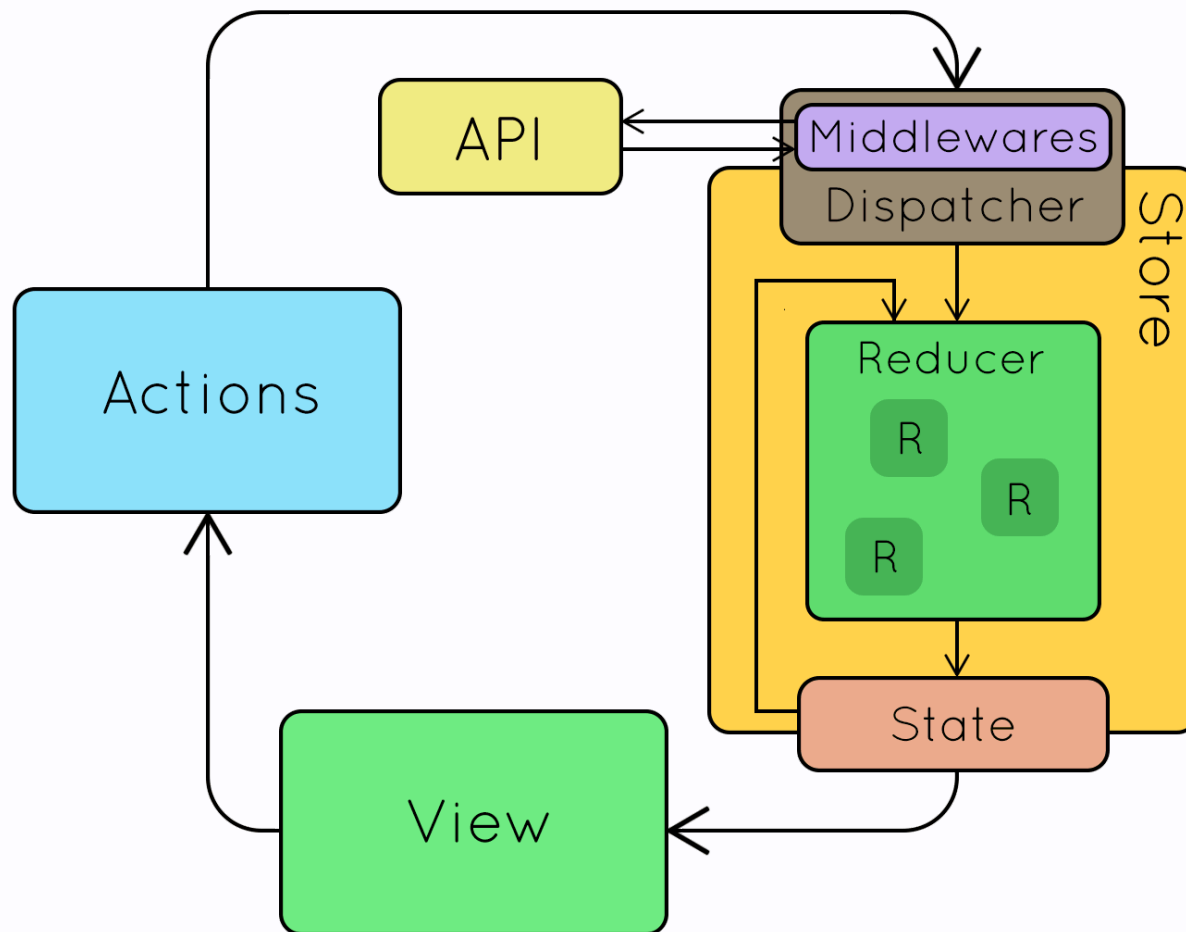 API
Middlewares
Dispatcher
Store
Reducer
Actions
R
R
R
State
View